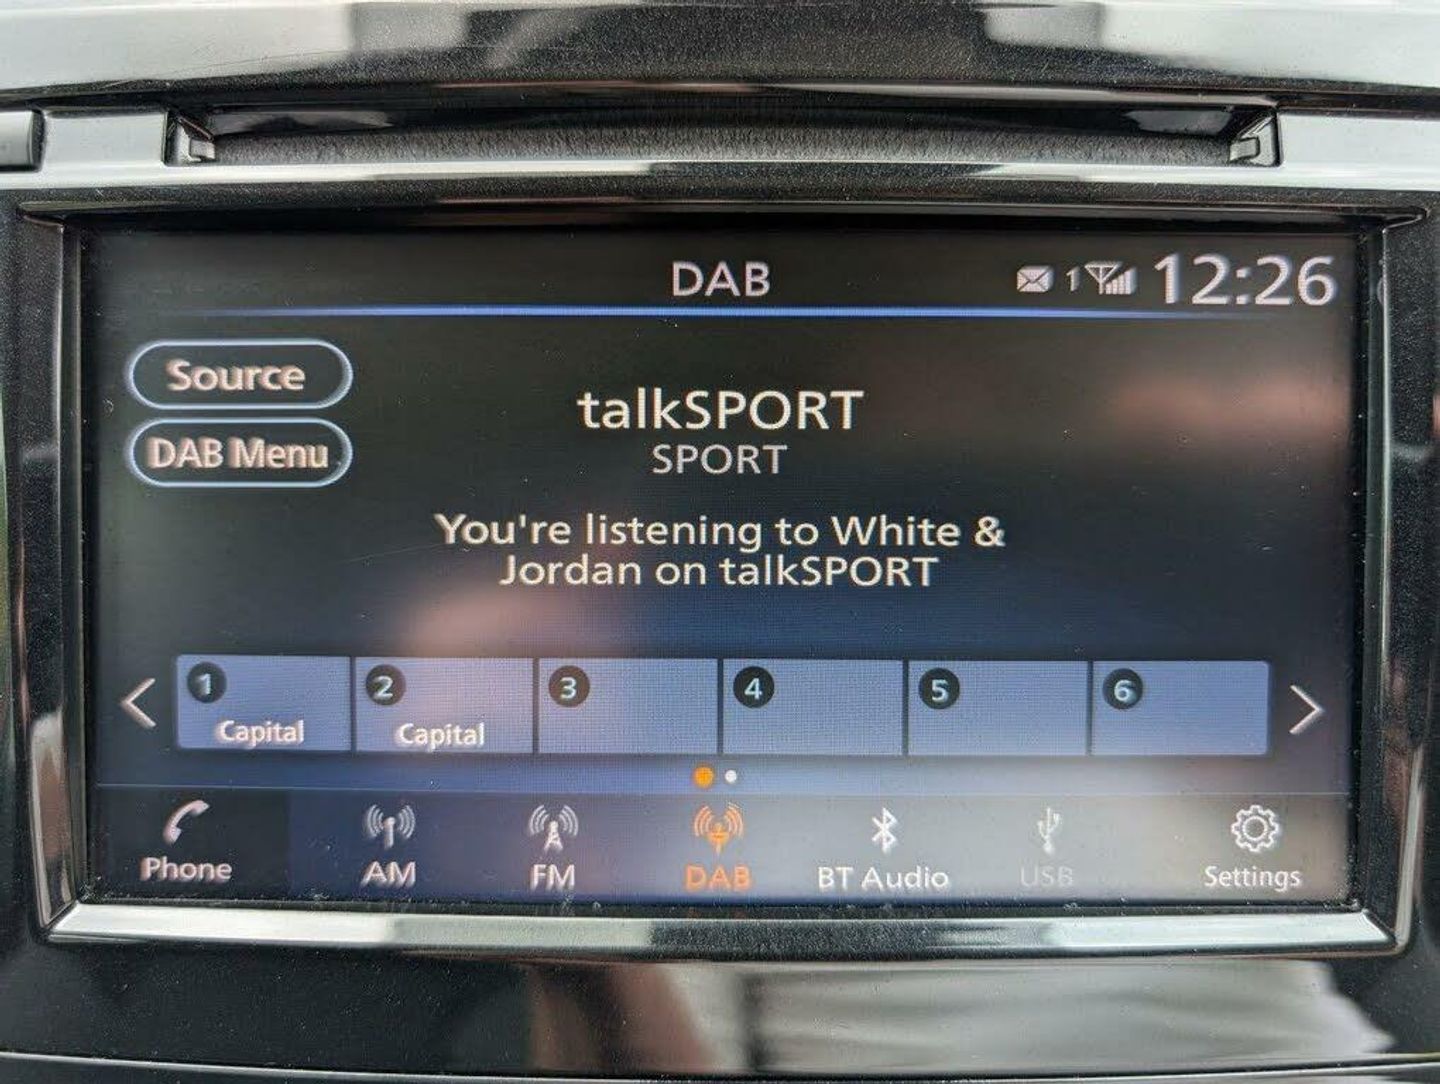 DAB
1 12:26
Source
DAB Menu
talkSPORT
SPORT
You're listening to White &
Jordan on talkSPORT
1 2 3 4 5 6
Capital Capital
Phone AM FM DAB BT Audio USB Settings